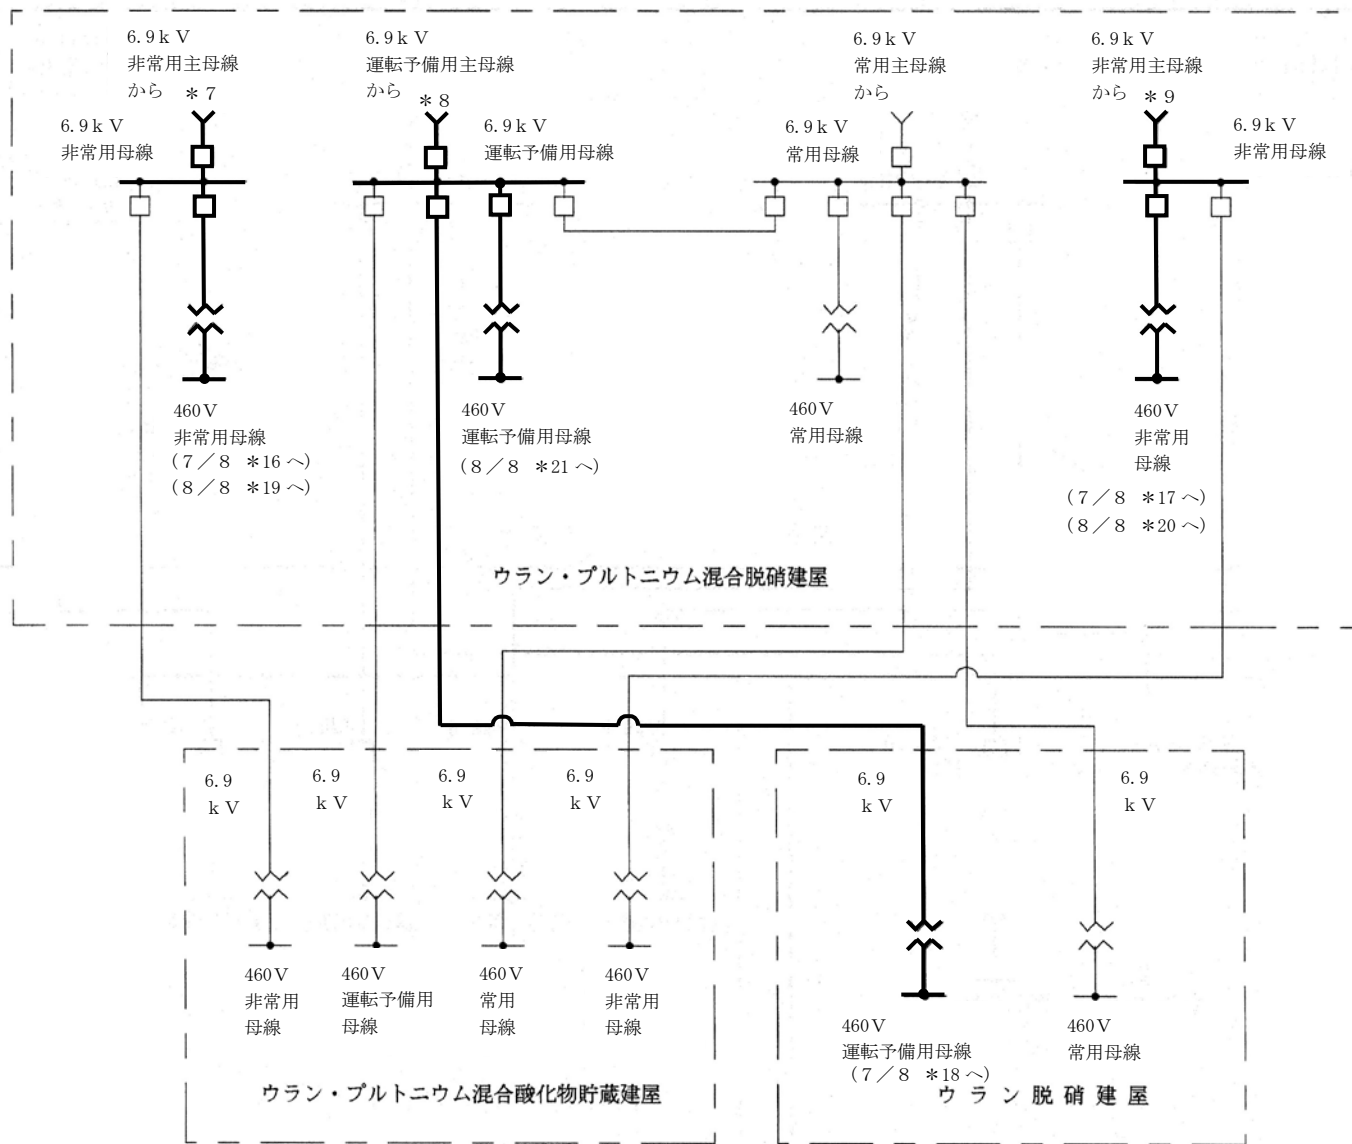 6.9ｋV
非常用主母線
から ＊7
6.9ｋV
運転予備用主母線
から ＊8
6.9ｋV
常用主母線
から
6.9ｋV
非常用主母線
から ＊9
6.9ｋV
非常用母線
6.9ｋV
運転予備用母線
6.9ｋV
常用母線
6.9ｋV
非常用母線
460V
非常用母線
(7／8 ＊16へ)
(8／8 ＊19へ)
460V
運転予備用母線
(8／8 ＊21へ)
460V
常用母線
460V
非常用
母線
(7／8 ＊17へ)
(8／8 ＊20へ)
ウラン・プルトニウム混合脱硝建屋
6.9
ｋV
6.9
ｋV
6.9
ｋV
6.9
ｋV
6.9
ｋV
6.9
ｋV
460V
非常用
母線
460V
運転予備用
母線
460V
常用
母線
460V
非常用
母線
460V
運転予備用母線
(7／8 ＊18へ)
460V
常用母線
ウラン・プルトニウム混合酸化物貯蔵建屋
ウラン脱硝建屋